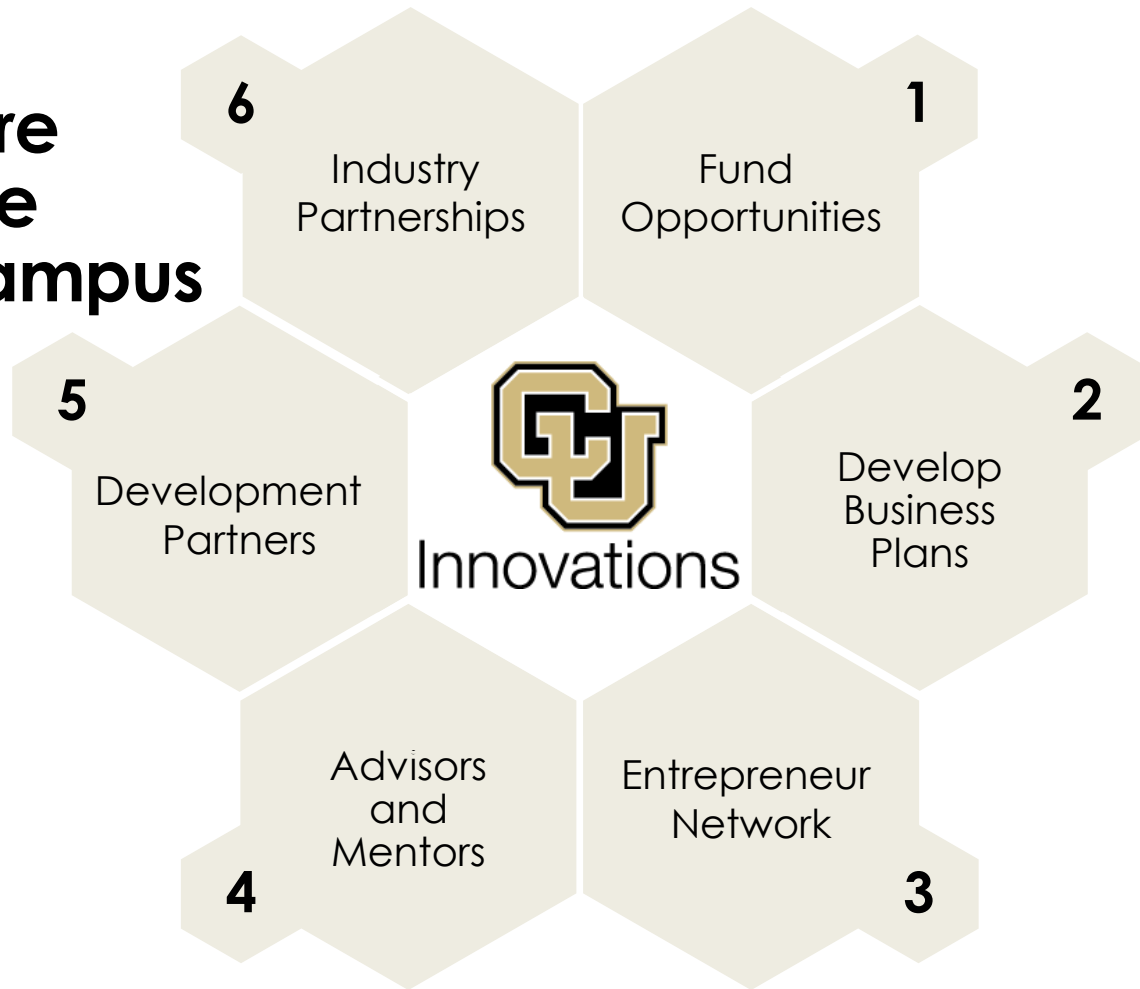 re
e
ampus
6
Industry
Partnerships
1
Fund
Opportunities
5
Development
Partners
CU
Innovations
2
Develop
Business
Plans
4
Advisors
and
Mentors
3
Entrepreneur
Network